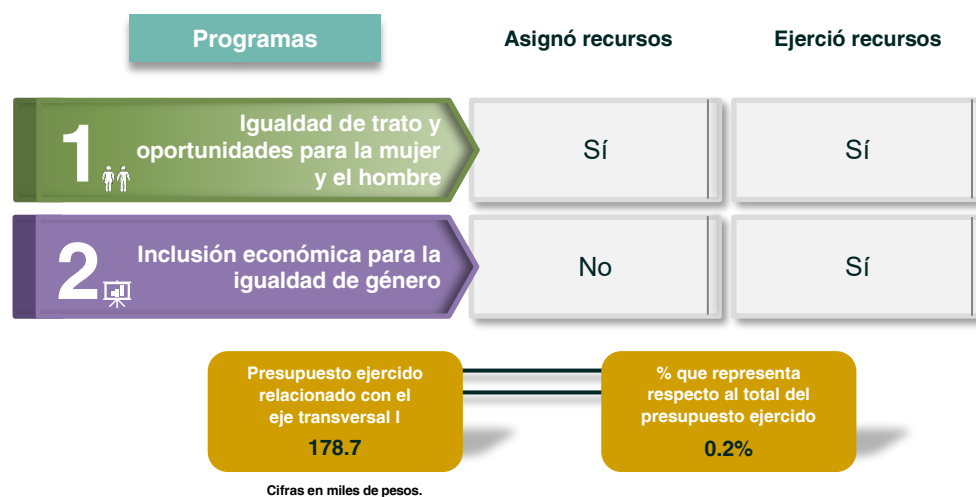 Programas
Asignó recursos
Ejerció recursos
1
Igualdad de trato y
oportunidades para la mujer
y el hombre
Sí
Sí
2
Inclusión económica para la
igualdad de género
No
Sí
Presupuesto ejercido
relacionado con el
eje transversal I
178.7
% que representa
respecto al total del
presupuesto ejercido
0.2%
Cifras en miles de pesos.